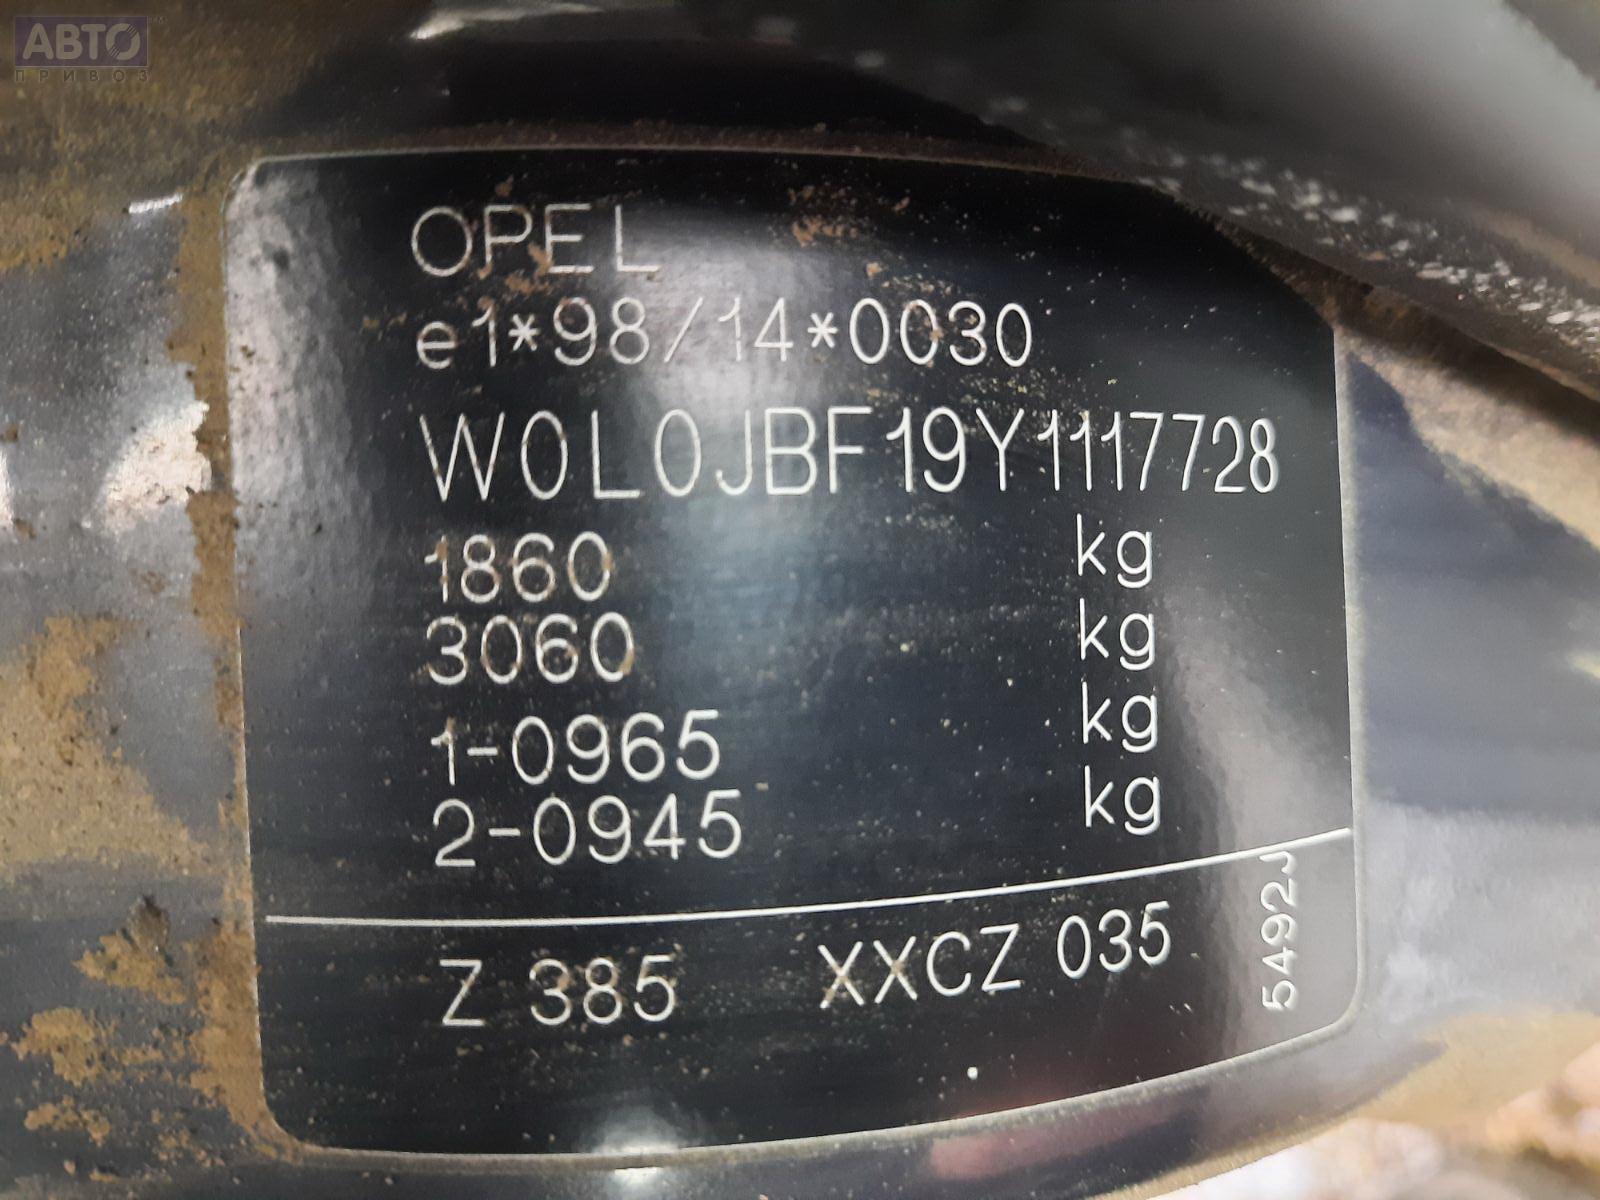 АВТО
ПРИВОЗ
OPEL
e1*98/14*0030
W0L0JBF19Y1117728
1860 kg
3060 kg
1-0965 kg
2-0945 kg
Z 385 XXCZ 035
5492J